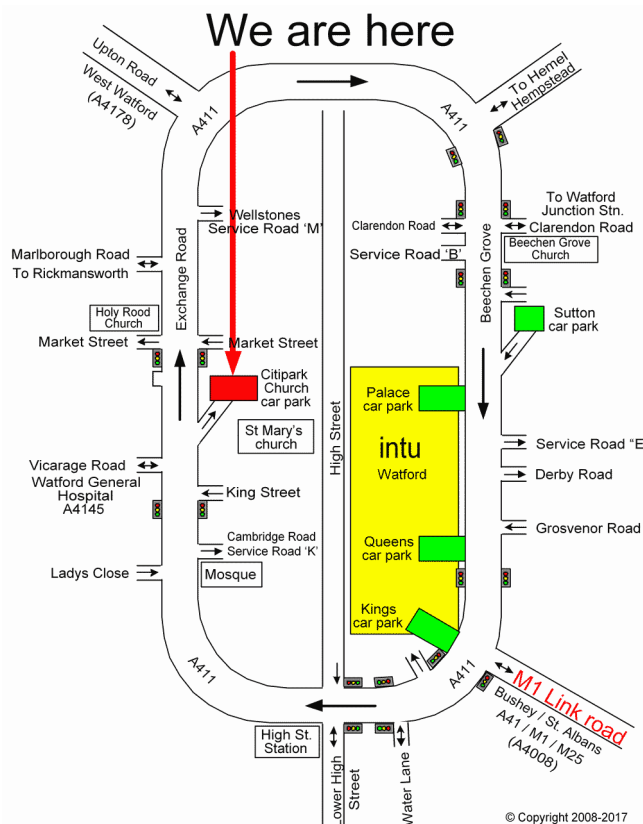 We are here
Upton Road
West Watford
(A4178)
A411
A411
To Hemel
Hempstead
Wellstones
Service Road 'M'
Marlborough Road
To Rickmansworth
Exchange Road
Holy Rood
Church
Market Street
Market Street
Citipark
Church
car park
St Mary's
church
Vicarage Road
Watford General
Hospital
A4145
King Street
Cambridge Road
Service Road 'K'
Ladys Close
Mosque
A411
High Street
Clarendon Road
Service Road 'B'
Beechen Grove
To Watford
Junction Stn.
Clarendon Road
Beechen Grove
Church
Sutton
car park
Palace
car park
intu
Watford
Queens
car park
Kings
car park
Service Road "E
Derby Road
Grosvenor Road
A411
M1 Link road
Bushey / St. Albans
A41 / M1 / M25
(A4008)
High St.
Station
Lower High
Street
Water Lane
© Copyright 2008-2017